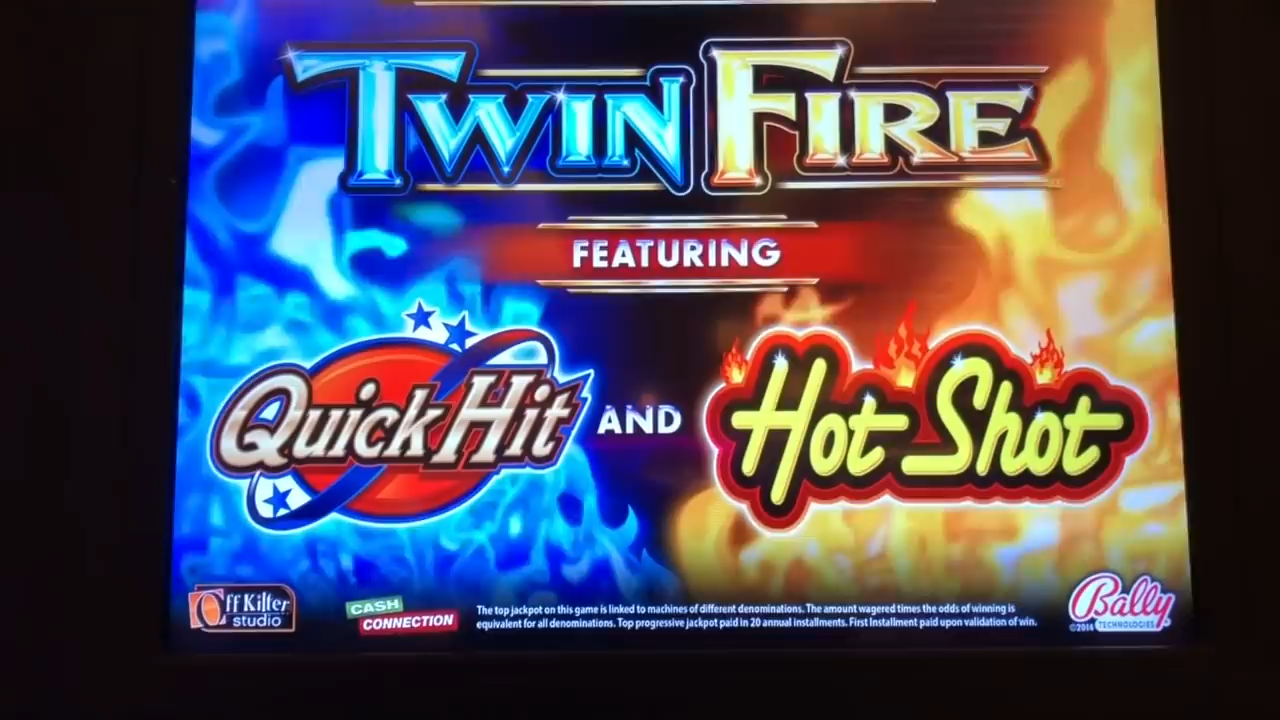 TWIN FIRE
FEATURING
Quick Hit
AND
Hot Shot
Off Kilter
studio
CASH
CONNECTION
The top jackpot on this game is linked to machines of different denominations. The amount wagered times the odds of winning is
equivalent for all denominations. Top progressive jackpot paid in 20 annual installments. First Installment paid upon validation of win.
Bally
©2014 TECHNOLOGIES